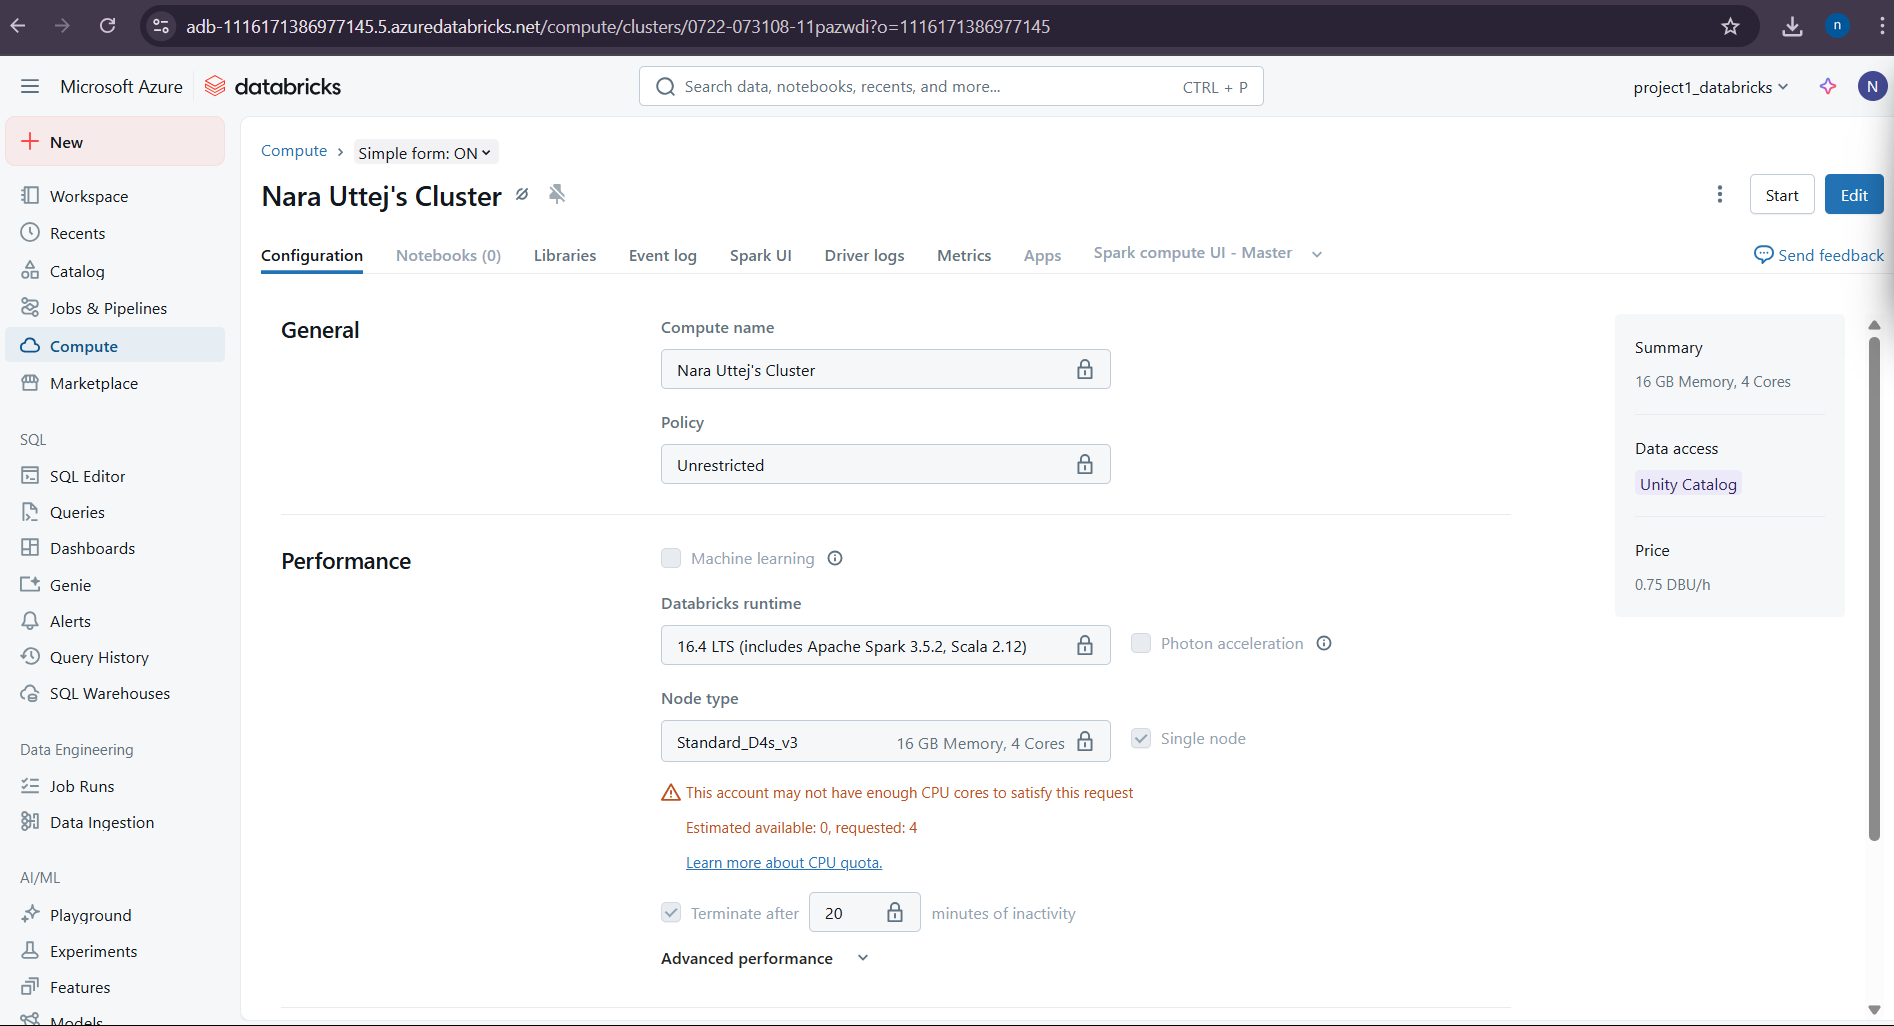 adb-1116171386977145.5.azuredatabricks.net/compute/clusters/0722-073108-11pazwdi?o=1116171386977145
n
Microsoft Azure
databricks
Search data, notebooks, recents, and more...
CTRL + P
project1_databricks
N
New
Workspace
Recents
Catalog
Jobs & Pipelines
Compute
Marketplace
SQL
SQL Editor
Queries
Dashboards
Genie
Alerts
Query History
SQL Warehouses
Data Engineering
Job Runs
Data Ingestion
AI/ML
Playground
Experiments
Features
Models
Compute › Simple form: ON
Nara Uttej's Cluster
Start
Edit
Configuration
Notebooks (0)
Libraries
Event log
Spark UI
Driver logs
Metrics
Apps
Spark compute UI - Master
Send feedback
General
Compute name
Nara Uttej's Cluster
Policy
Unrestricted
Performance
Machine learning
Databricks runtime
16.4 LTS (includes Apache Spark 3.5.2, Scala 2.12)
Photon acceleration
Node type
Standard_D4s_v3 16 GB Memory, 4 Cores
Single node
This account may not have enough CPU cores to satisfy this request
Estimated available: 0, requested: 4
Learn more about CPU quota.
Terminate after 20 minutes of inactivity
Advanced performance
Summary
16 GB Memory, 4 Cores
Data access
Unity Catalog
Price
0.75 DBU/h